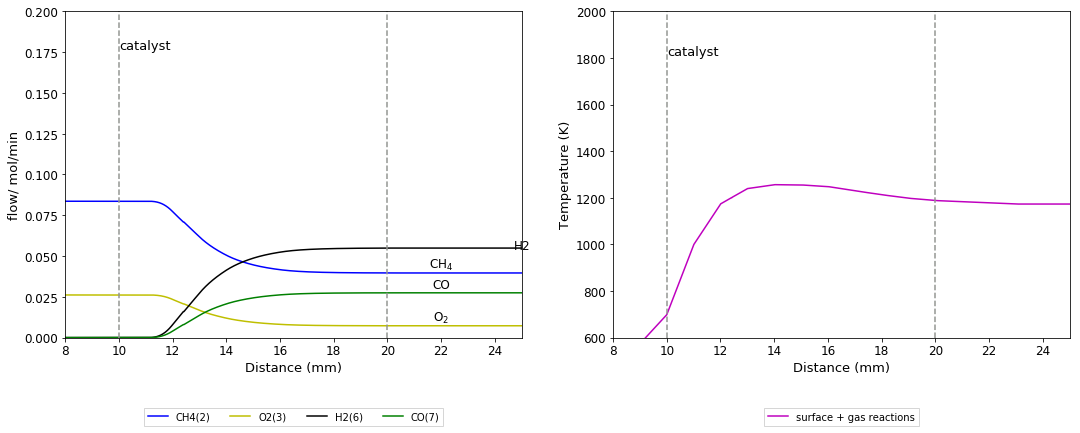 0.200
0.175
0.150
0.125
0.100
0.075
0.050
0.025
0.000
flow/ mol/min
catalyst
H2
CH4
CO
O2
8 10 12 14 16 18 20 22 24
Distance (mm)
CH4(2) O2(3) H2(6) CO(7)
2000
1800
1600
1400
1200
1000
800
600
Temperature (K)
catalyst
8 10 12 14 16 18 20 22 24
Distance (mm)
surface + gas reactions